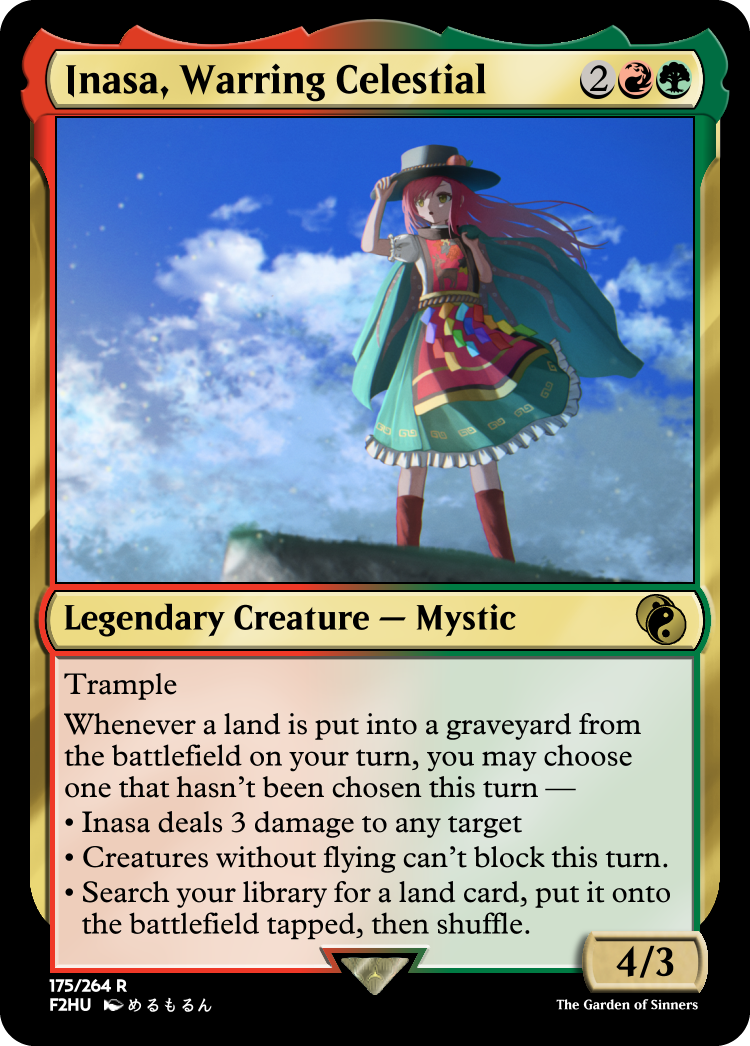 Inasa, Warring Celestial 2
Legendary Creature — Mystic
Trample
Whenever a land is put into a graveyard from
the battlefield on your turn, you may choose
one that hasn't been chosen this turn —
• Inasa deals 3 damage to any target
• Creatures without flying can't block this turn.
• Search your library for a land card, put it onto
the battlefield tapped, then shuffle.
4/3
175/264 R
F2HU めるもるん
The Garden of Sinners